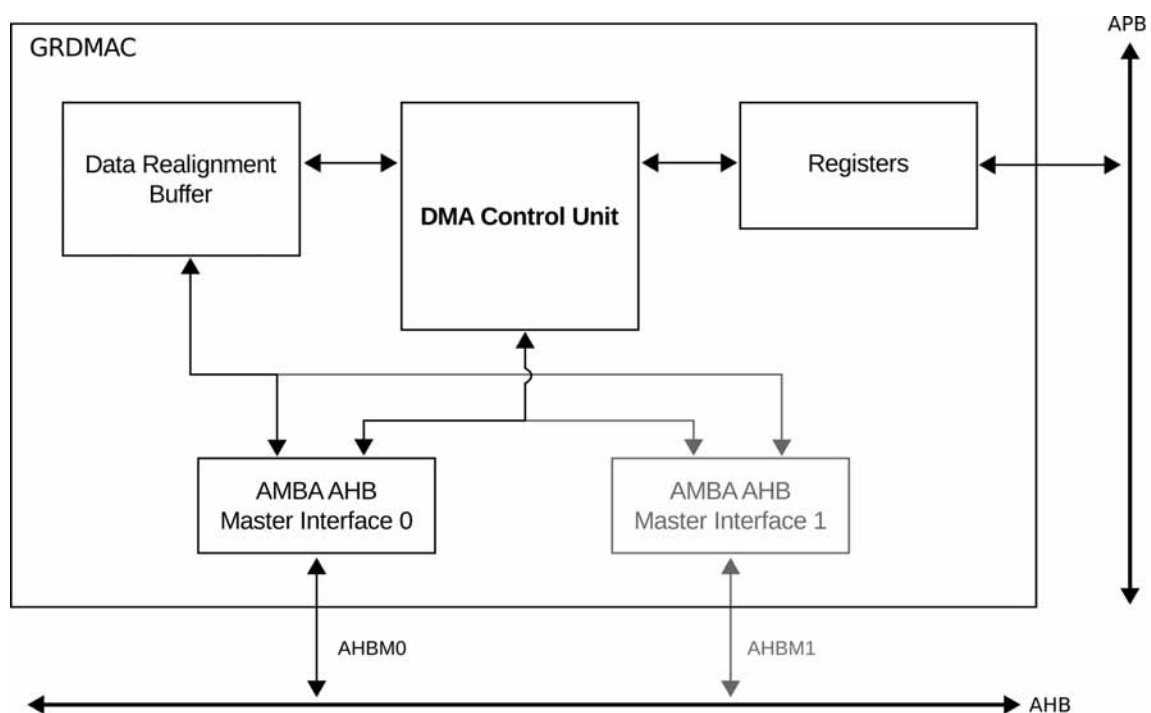 APB
GRDMAC
Data Realignment
Buffer
DMA Control Unit
Registers
AMBA AHB
Master Interface 0
AMBA AHB
Master Interface 1
AHBM0
AHBM1
AHB